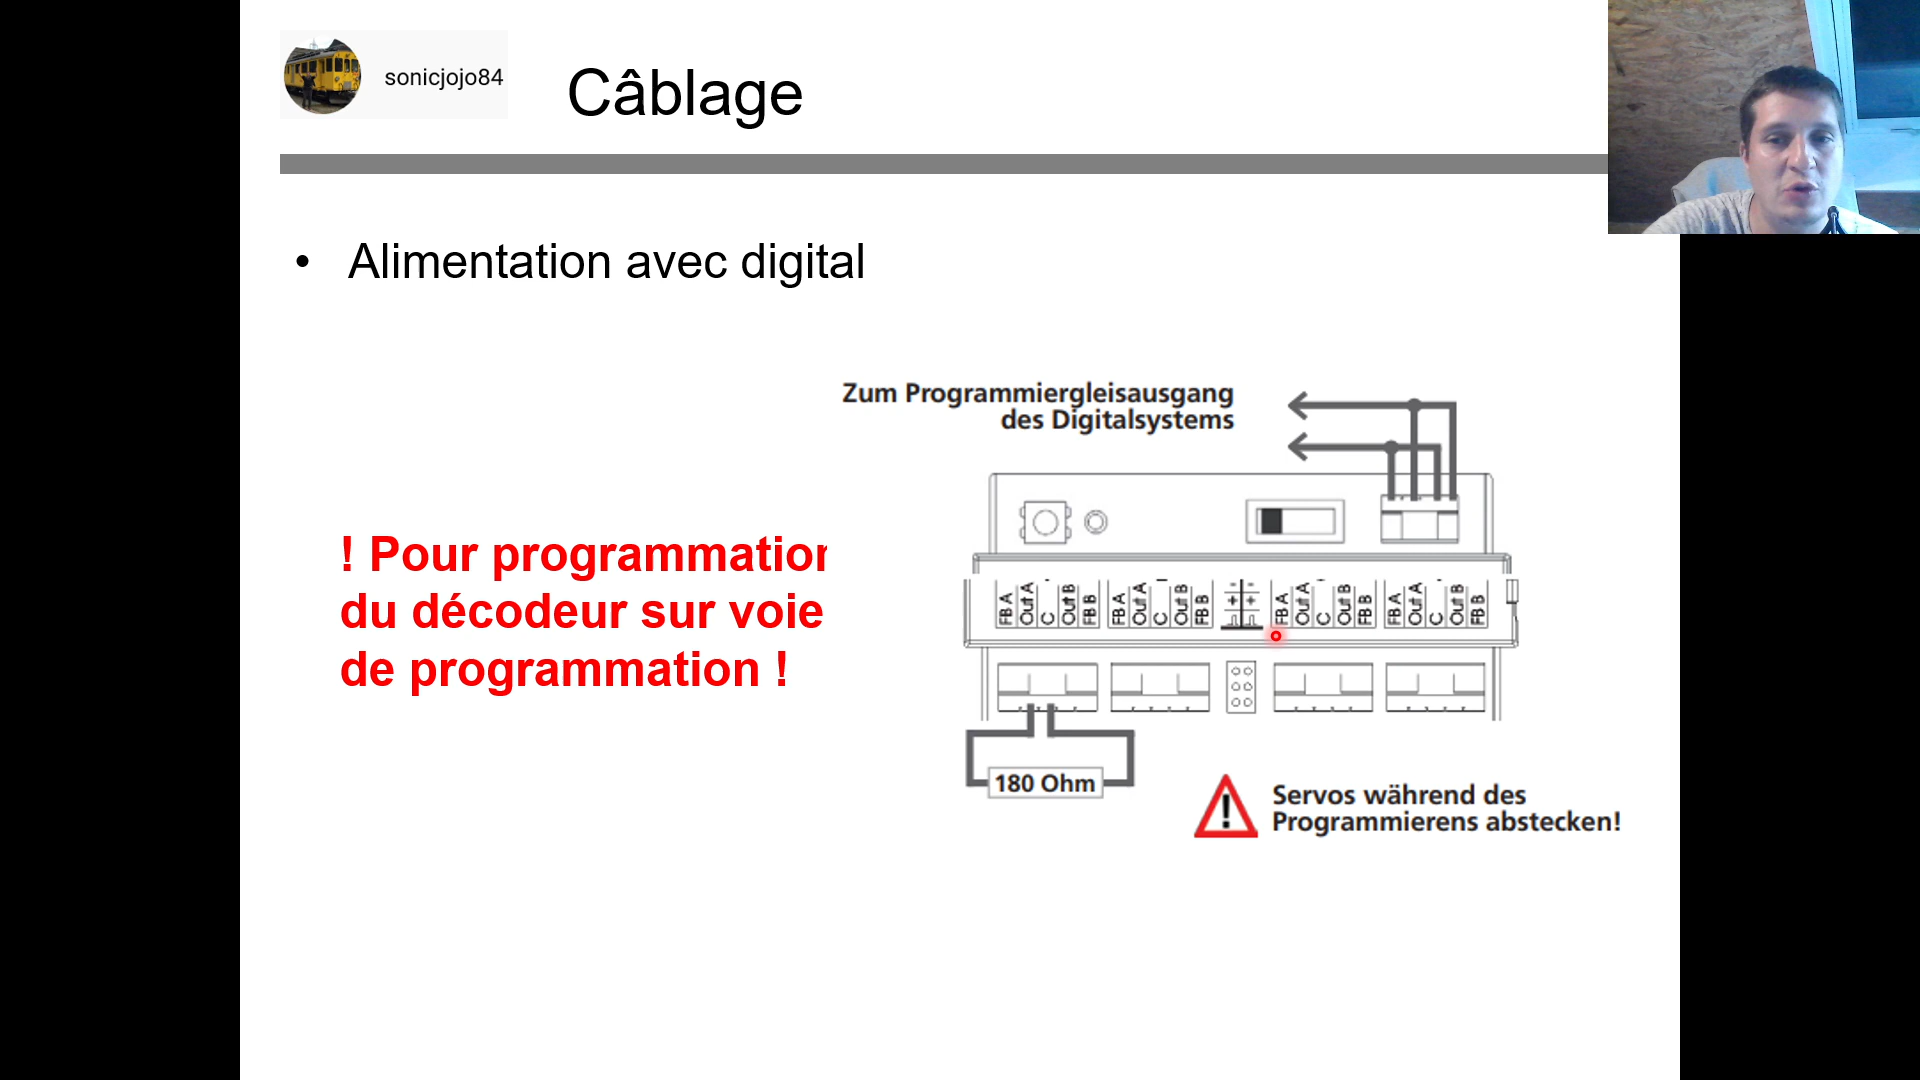 sonicjojo84
Câblage
• Alimentation avec digital
Zum Programmiergleisausgang
des Digitalsystems
! Pour programmation
du décodeur sur voie
de programmation !
FB A Out A C Out B FB B FB A Out A C Out B FB B FB A Out A C Out B FB B FB A Out A C Out B FB B
180 Ohm
Servos während des
Programmierens abstecken!